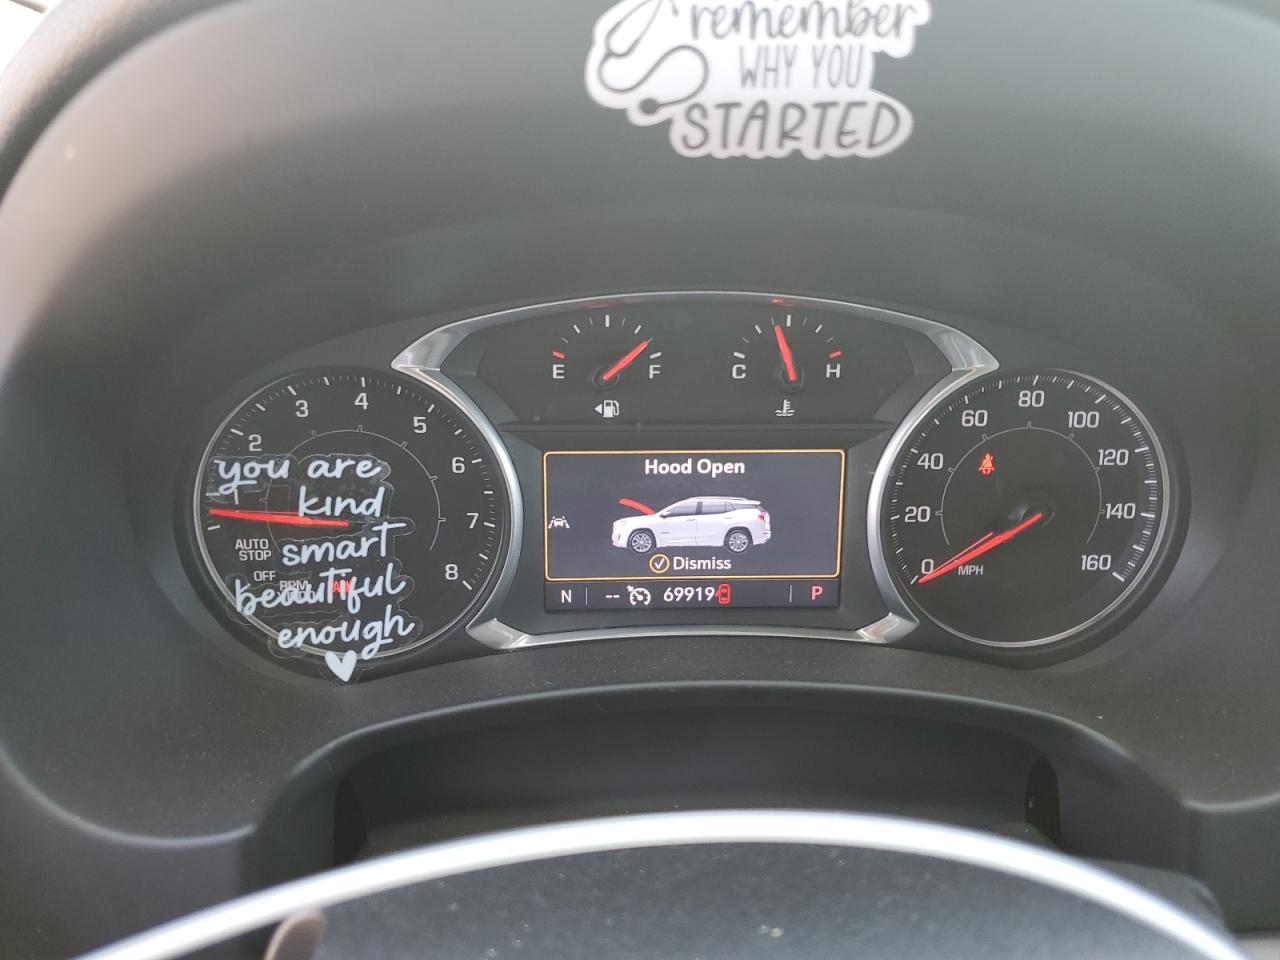 remember
WHY YOU
STARTED
E F
C H
2 3 4 5 6 7 8
AUTO
STOP
OFF
RPM
you are
kind
smart
beautiful
enough
Hood Open
Dismiss
N -- 69919 P
0 20 40 60 80 100 120 140 160
MPH